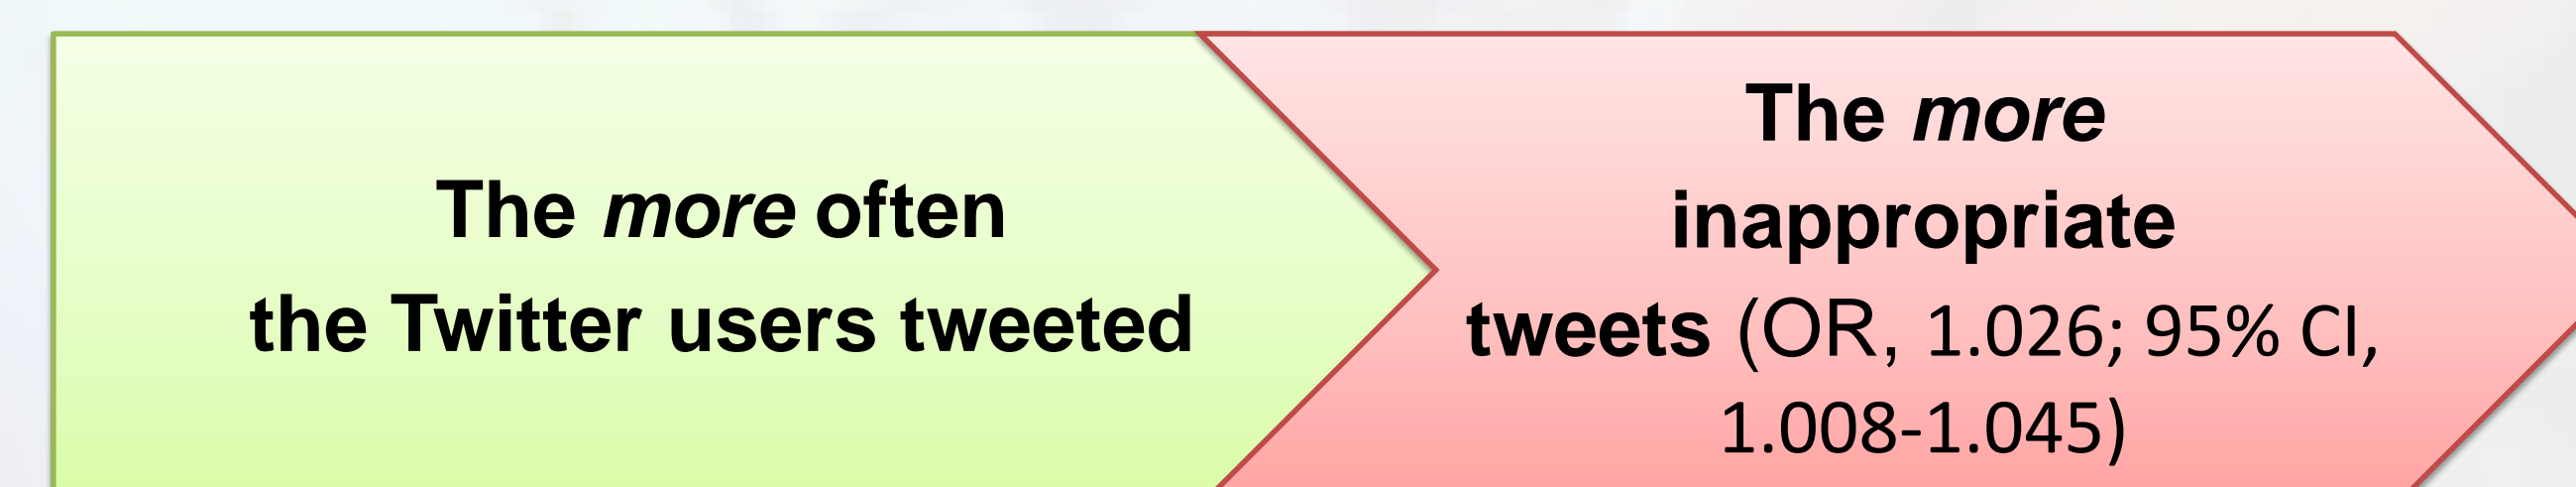 The more often
the Twitter users tweeted
The more
inappropriate
tweets (OR, 1.026; 95% CI,
1.008-1.045)